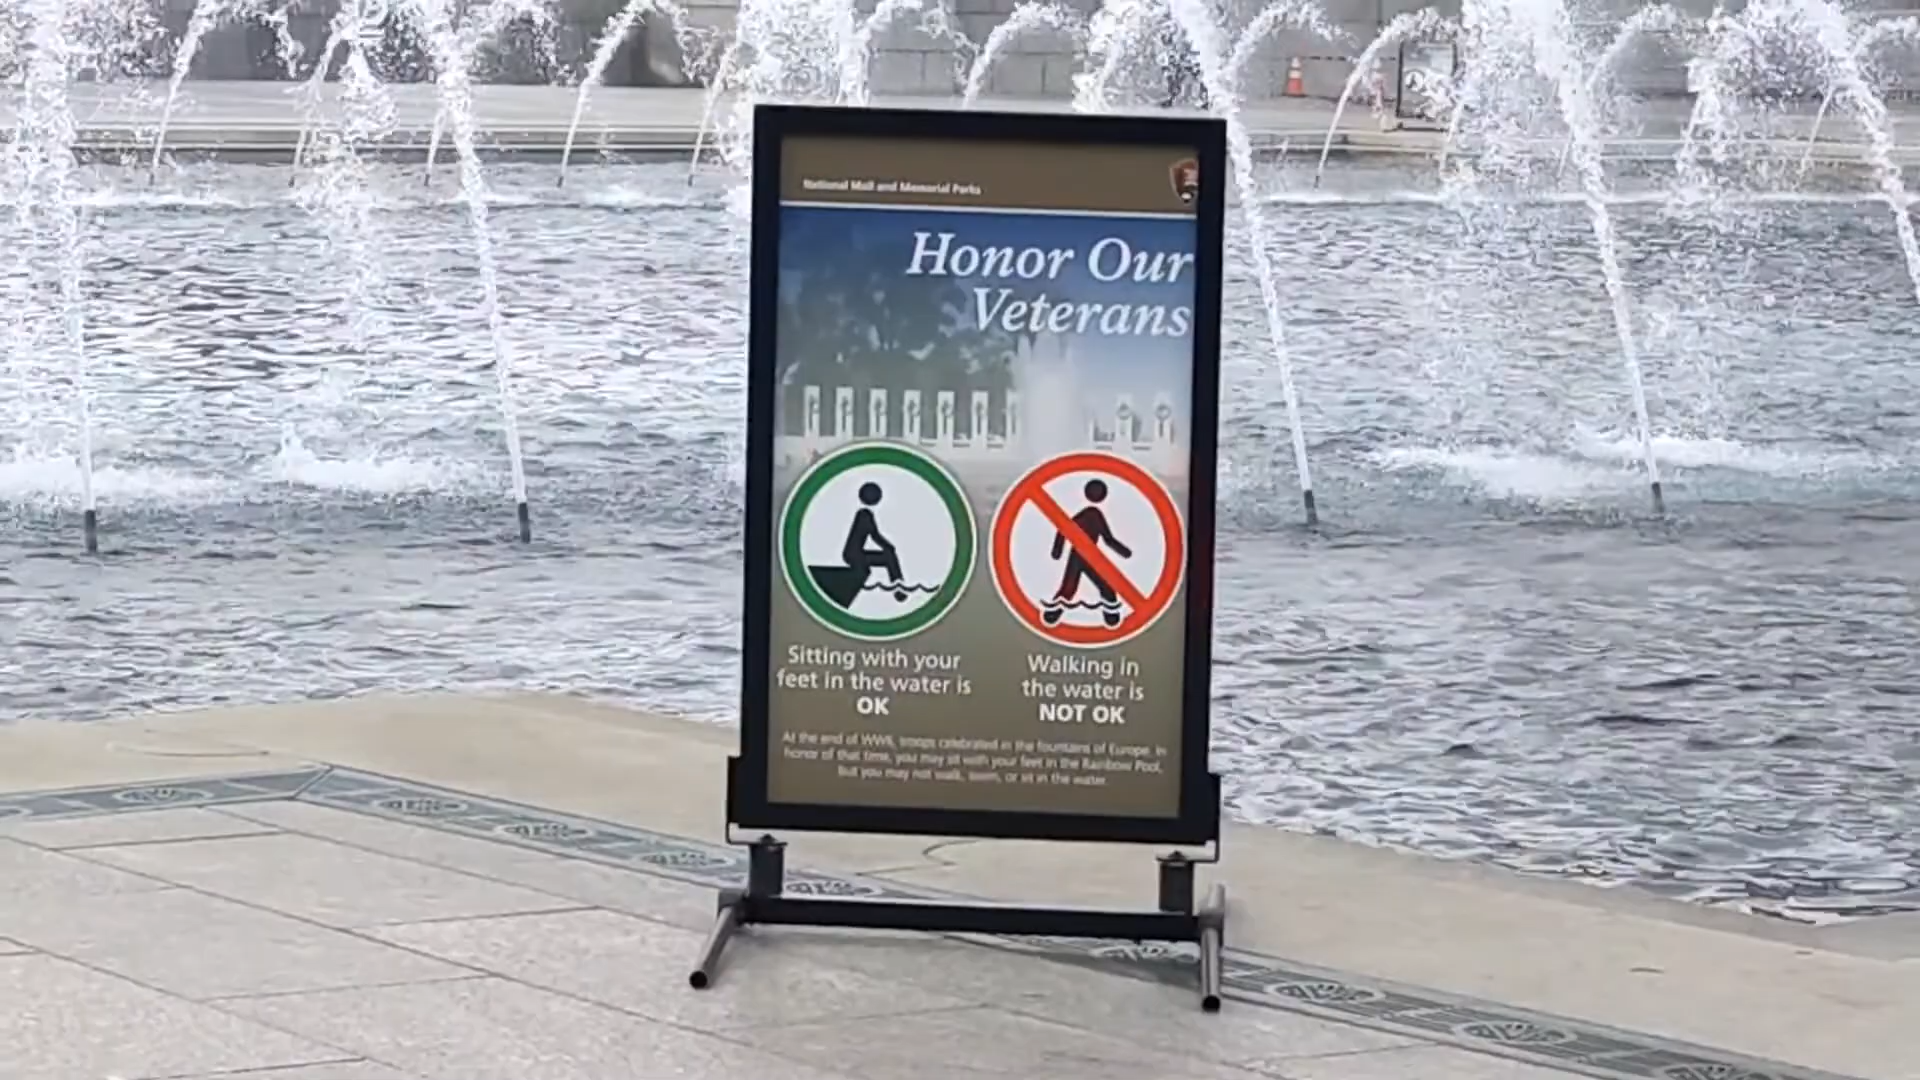 National Mall and Memorial Parks
Honor Our
Veterans
Sitting with your
feet in the water is
OK
Walking in
the water is
NOT OK
At the end of WWII, troops celebrated in the fountains of Europe. In
honor of that time, you may sit with your feet in the Rainbow Pool.
But you may not walk, swim, or sit in the water.